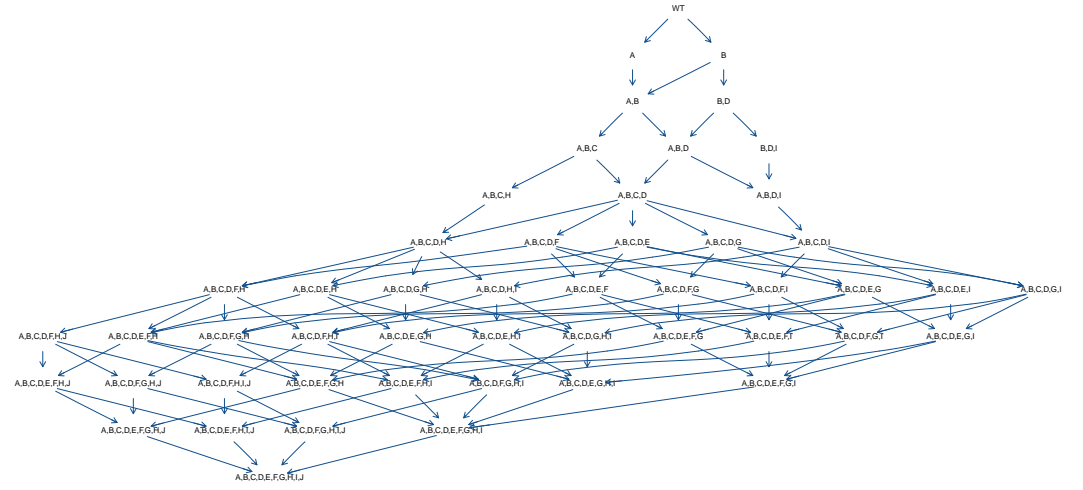 WT
A
B
A,B
B,D
A,B,C
A,B,D
B,D,I
A,B,C,H
A,B,C,D
A,B,D,I
A,B,C,D,H
A,B,C,D,F
A,B,C,D,E
A,B,C,D,G
A,B,C,D,I
A,B,C,D,F,H
A,B,C,D,E,H
A,B,C,D,G,H
A,B,C,D,H,I
A,B,C,D,E,F
A,B,C,D,F,G
A,B,C,D,F,I
A,B,C,D,E,G
A,B,C,D,E,I
A,B,C,D,G,I
A,B,C,D,F,H,J
A,B,C,D,E,F,H
A,B,C,D,F,G,H
A,B,C,D,F,H,I
A,B,C,D,E,G,H
A,B,C,D,E,H,I
A,B,C,D,G,H,I
A,B,C,D,E,F,G
A,B,C,D,E,F,I
A,B,C,D,F,G,I
A,B,C,D,E,G,I
A,B,C,D,E,F,H,J
A,B,C,D,F,G,H,J
A,B,C,D,F,H,I,J
A,B,C,D,E,F,G,H
A,B,C,D,E,F,H,I
A,B,C,D,F,G,H,I
A,B,C,D,E,G,H,I
A,B,C,D,E,F,G,I
A,B,C,D,E,F,G,H,J
A,B,C,D,E,F,H,I,J
A,B,C,D,F,G,H,I,J
A,B,C,D,E,F,G,H,I
A,B,C,D,E,F,G,H,I,J